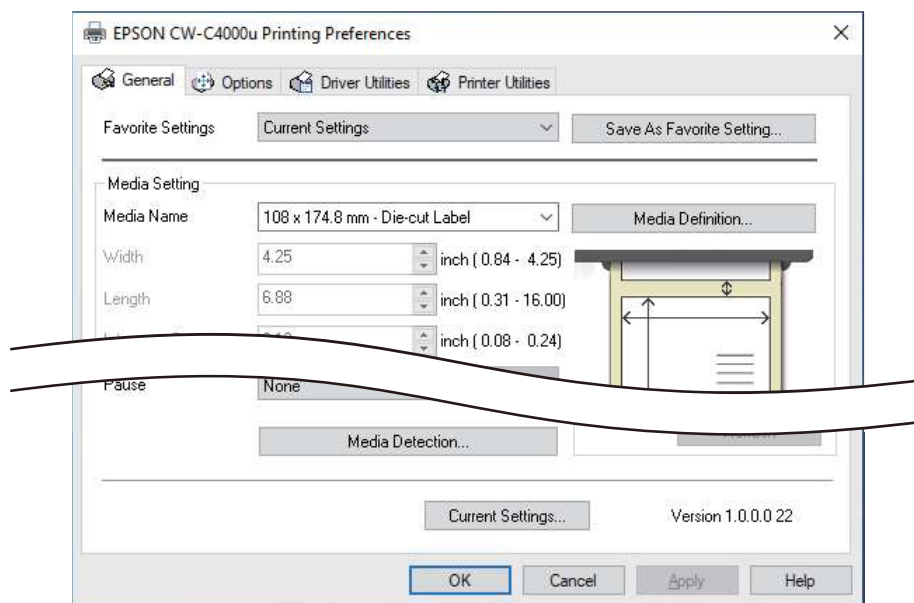 EPSON CW-C4000u Printing Preferences
General Options Driver Utilities Printer Utilities
Favorite Settings Current Settings Save As Favorite Setting...
Media Setting
Media Name 108 x 174.8 mm - Die-cut Label Media Definition...
Width 4.25 inch ( 0.84 - 4.25)
Length 6.88 inch ( 0.31 - 16.00)
inch ( 0.08 - 0.24)
Pause None
Media Detection...
Current Settings... Version 1.0.0.0 22
OK Cancel Apply Help